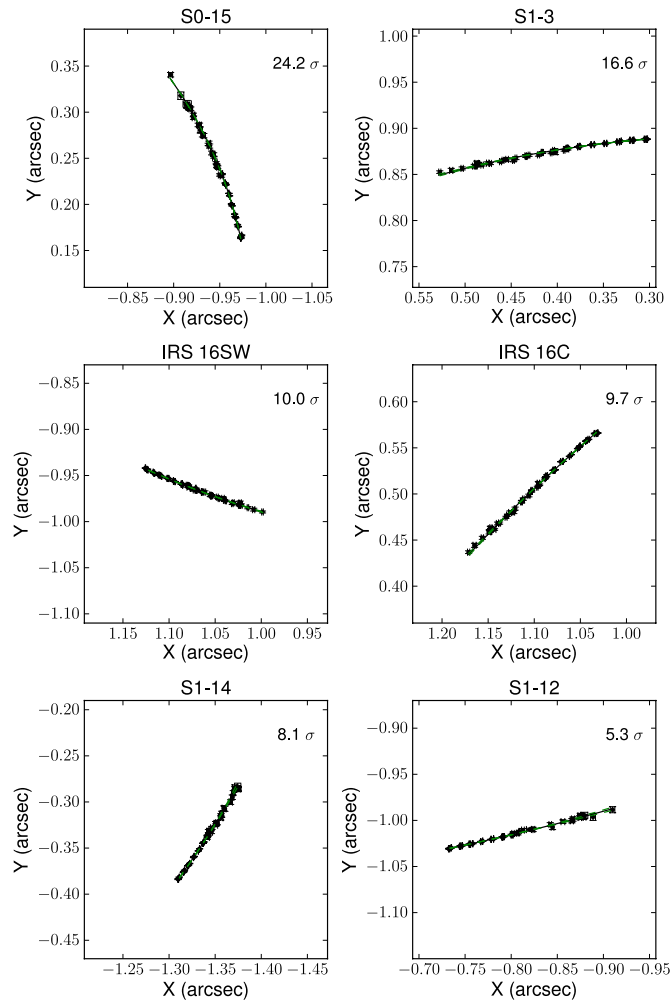 S0-15
24.2 σ
0.35
0.30
0.25
0.20
0.15
Y (arcsec)
−0.85 −0.90 −0.95 −1.00 −1.05
X (arcsec)
S1-3
16.6 σ
1.00
0.95
0.90
0.85
0.80
0.75
Y (arcsec)
0.55 0.50 0.45 0.40 0.35 0.30
X (arcsec)
IRS 16SW
10.0 σ
−0.85
−0.90
−0.95
−1.00
−1.05
−1.10
Y (arcsec)
1.15 1.10 1.05 1.00 0.95
X (arcsec)
IRS 16C
9.7 σ
0.60
0.55
0.50
0.45
0.40
Y (arcsec)
1.20 1.15 1.10 1.05 1.00
X (arcsec)
S1-14
8.1 σ
−0.20
−0.25
−0.30
−0.35
−0.40
−0.45
Y (arcsec)
−1.25 −1.30 −1.35 −1.40 −1.45
X (arcsec)
S1-12
5.3 σ
−0.90
−0.95
−1.00
−1.05
−1.10
Y (arcsec)
−0.70 −0.75 −0.80 −0.85 −0.90 −0.95
X (arcsec)